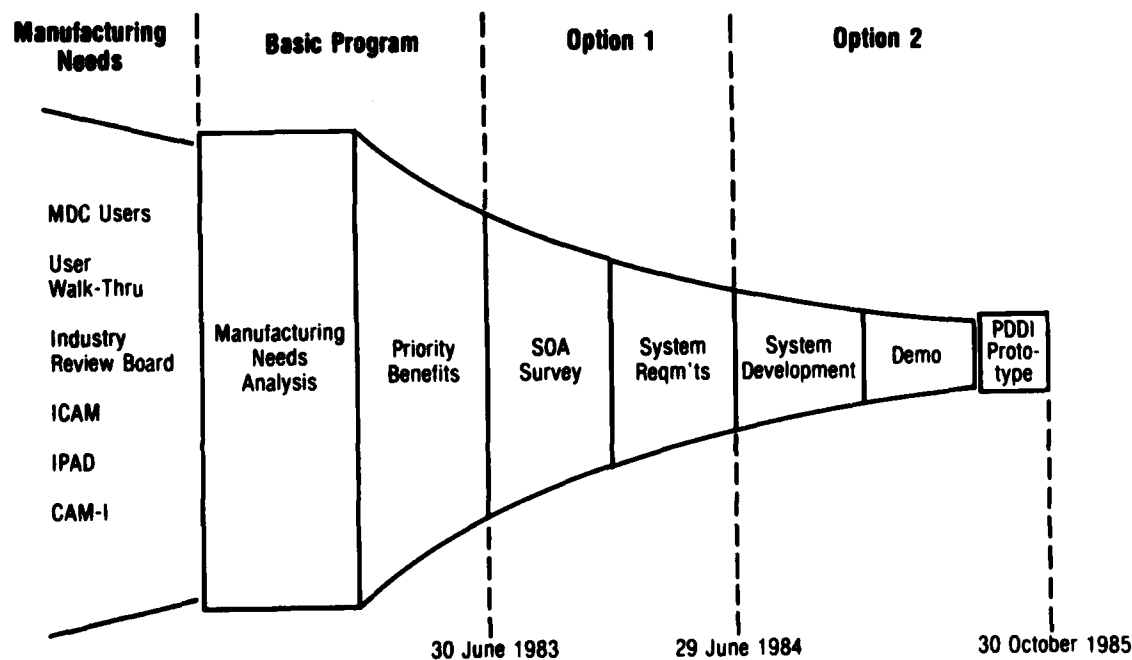 Manufacturing
Needs
Basic Program
Option 1
Option 2
MDC Users
User
Walk-Thru
Industry
Review Board
ICAM
IPAD
CAM-I
Manufacturing
Needs
Analysis
Priority
Benefits
SOA
Survey
System
Reqm'ts
System
Development
Demo
PDDI
Proto-
type
30 June 1983
29 June 1984
30 October 1985